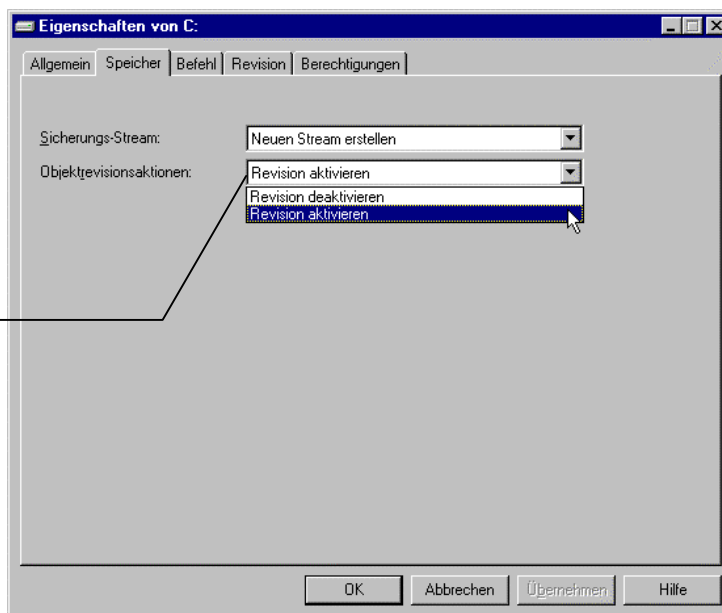 Eigenschaften von C:
Allgemein Speicher Befehl Revision Berechtigungen
Sicherungs-Stream: Neuen Stream erstellen
Objektrevisionsaktionen: Revision aktivieren
Revision deaktivieren
Revision aktivieren
OK Abbrechen Übernehmen Hilfe